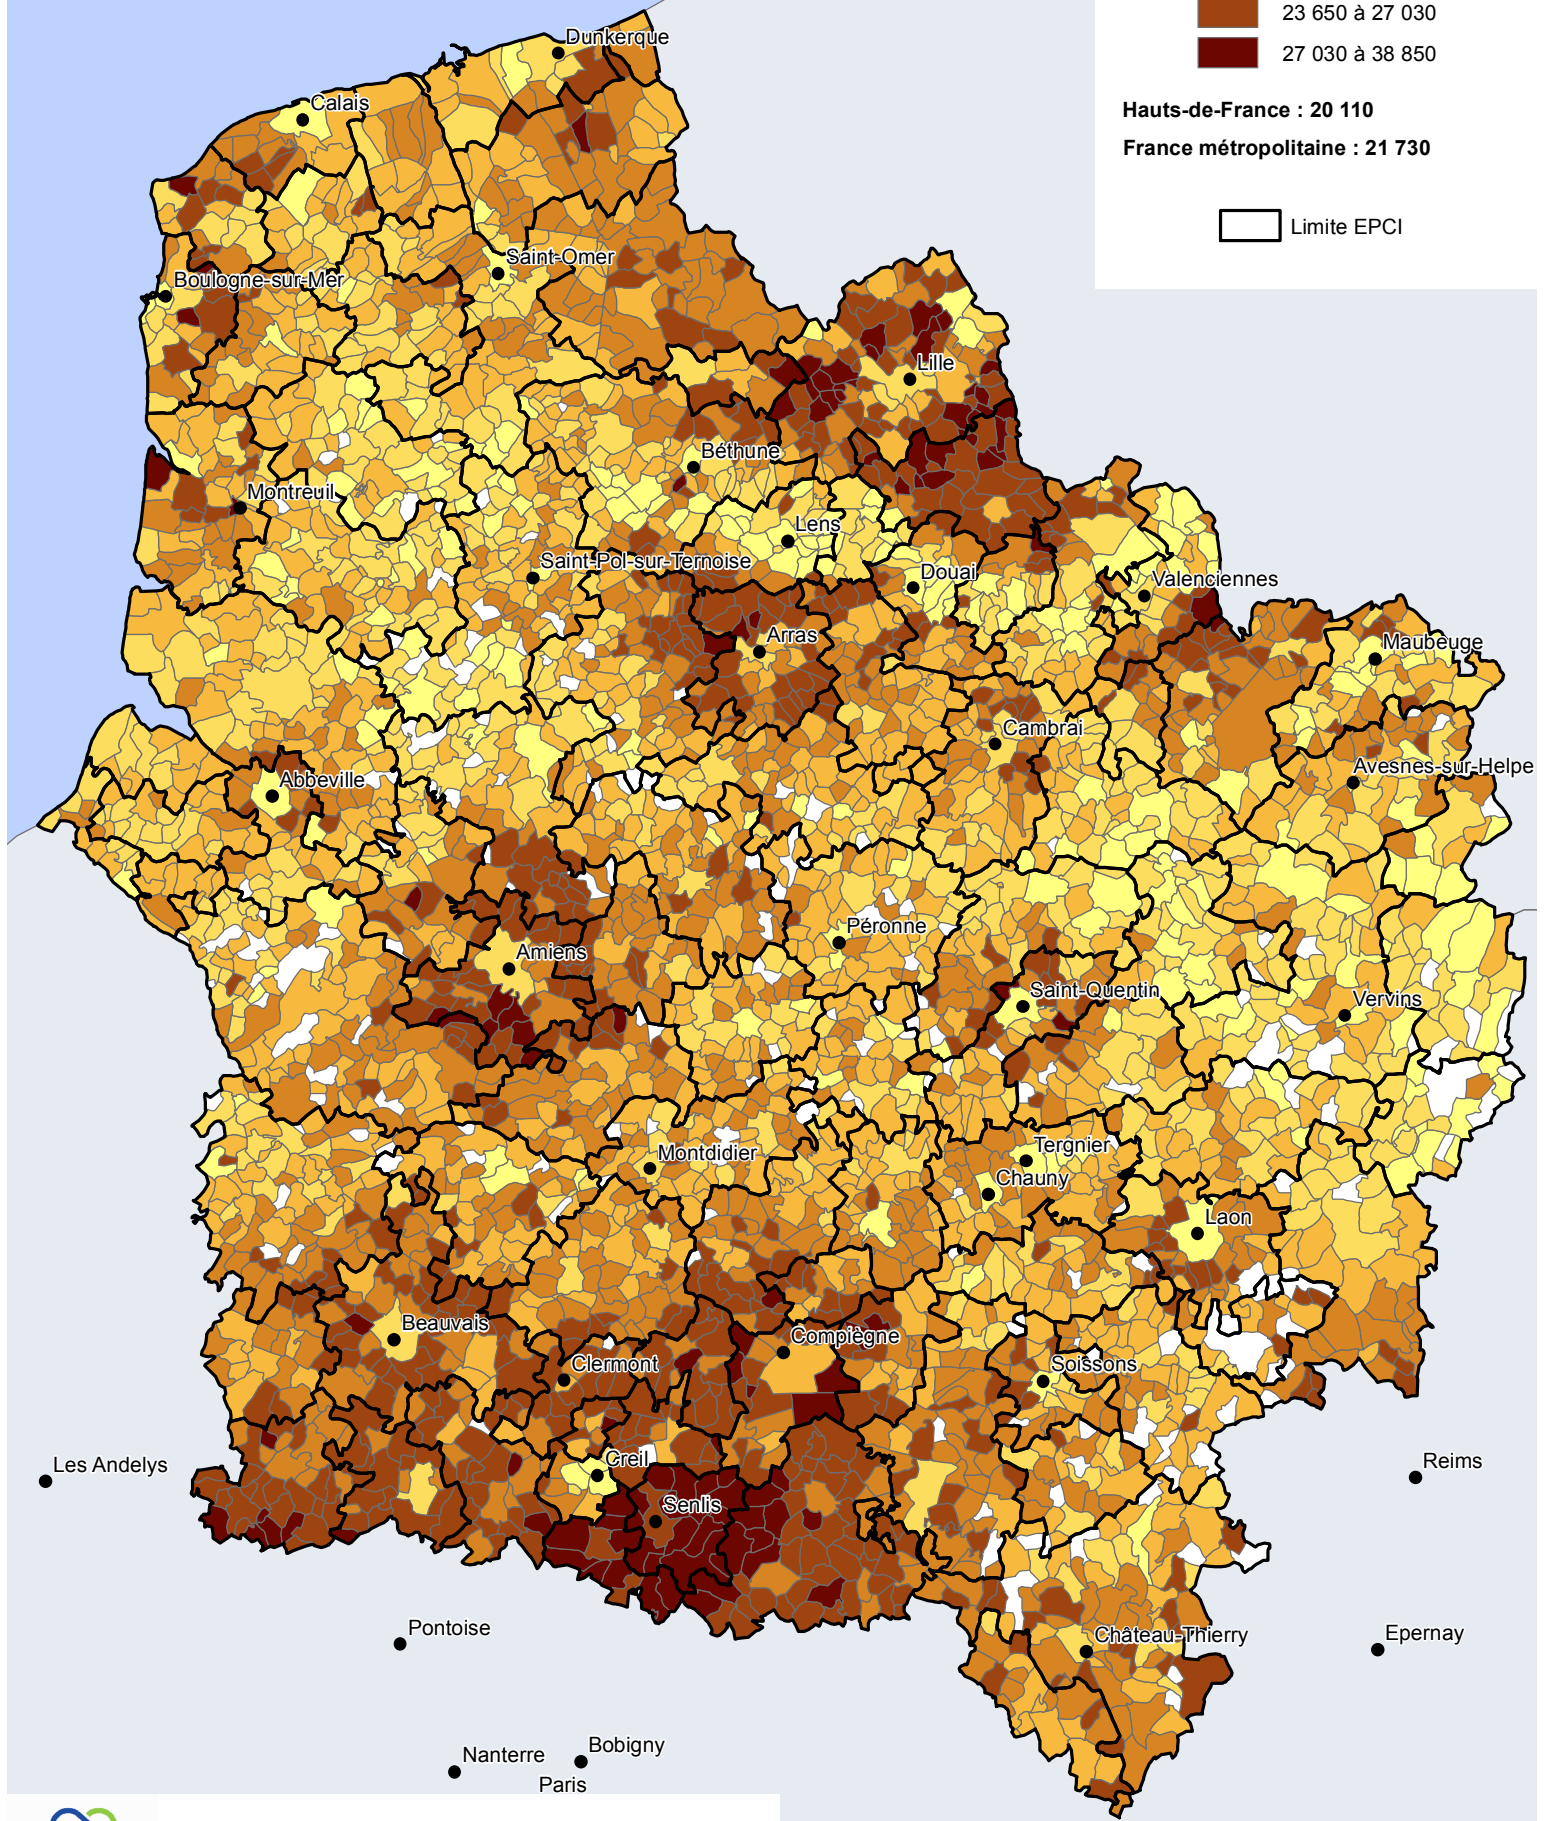 23 650 à 27 030
27 030 à 38 850
Hauts-de-France : 20 110
France métropolitaine : 21 730
Limite EPCI
Dunkerque
Calais
Saint-Omer
Boulogne-sur-Mer
Lille
Béthune
Montreuil
Lens
Saint-Pol-sur-Ternoise
Douai
Valenciennes
Arras
Maubeuge
Cambrai
Avesnes-sur-Helpe
Abbeville
Péronne
Amiens
Saint-Quentin
Vervins
Montdidier
Tergnier
Chauny
Laon
Beauvais
Compiègne
Clermont
Soissons
Les Andelys
Creil
Reims
Senlis
Pontoise
Château-Thierry
Epernay
Nanterre
Bobigny
Paris